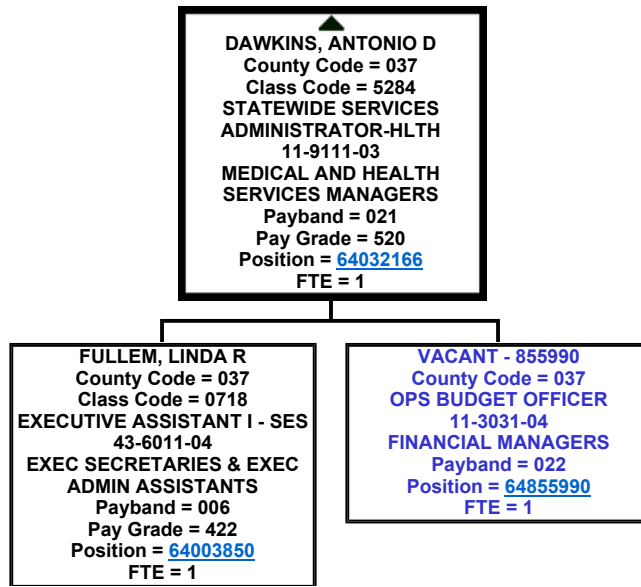 DAWKINS, ANTONIO D
County Code = 037
Class Code = 5284
STATEWIDE SERVICES
ADMINISTRATOR-HLTH
11-9111-03
MEDICAL AND HEALTH
SERVICES MANAGERS
Payband = 021
Pay Grade = 520
Position = 64032166
FTE = 1
FULLEM, LINDA R
County Code = 037
Class Code = 0718
EXECUTIVE ASSISTANT I - SES
43-6011-04
EXEC SECRETARIES & EXEC
ADMIN ASSISTANTS
Payband = 006
Pay Grade = 422
Position = 64003850
FTE = 1
VACANT - 855990
County Code = 037
OPS BUDGET OFFICER
11-3031-04
FINANCIAL MANAGERS
Payband = 022
Position = 64855990
FTE = 1